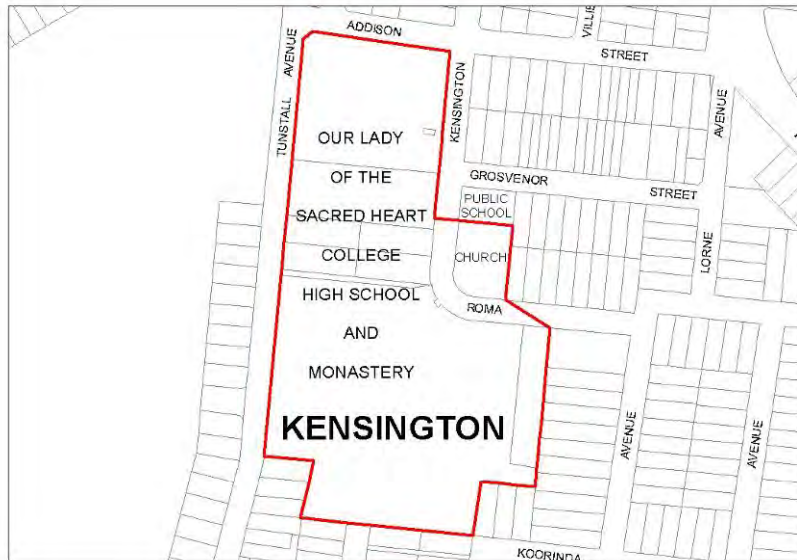 ADDISON
STREET
VILLIE
TUNSTALL
AVENUE
KENSINGTON
AVENUE
OUR LADY
OF THE
SACRED HEART
COLLEGE
HIGH SCHOOL
AND
MONASTERY
KENSINGTON
GROSVENOR
STREET
PUBLIC
SCHOOL
CHURCH
ROMA
LORNE
AVENUE
AVENUE
KOORINDA